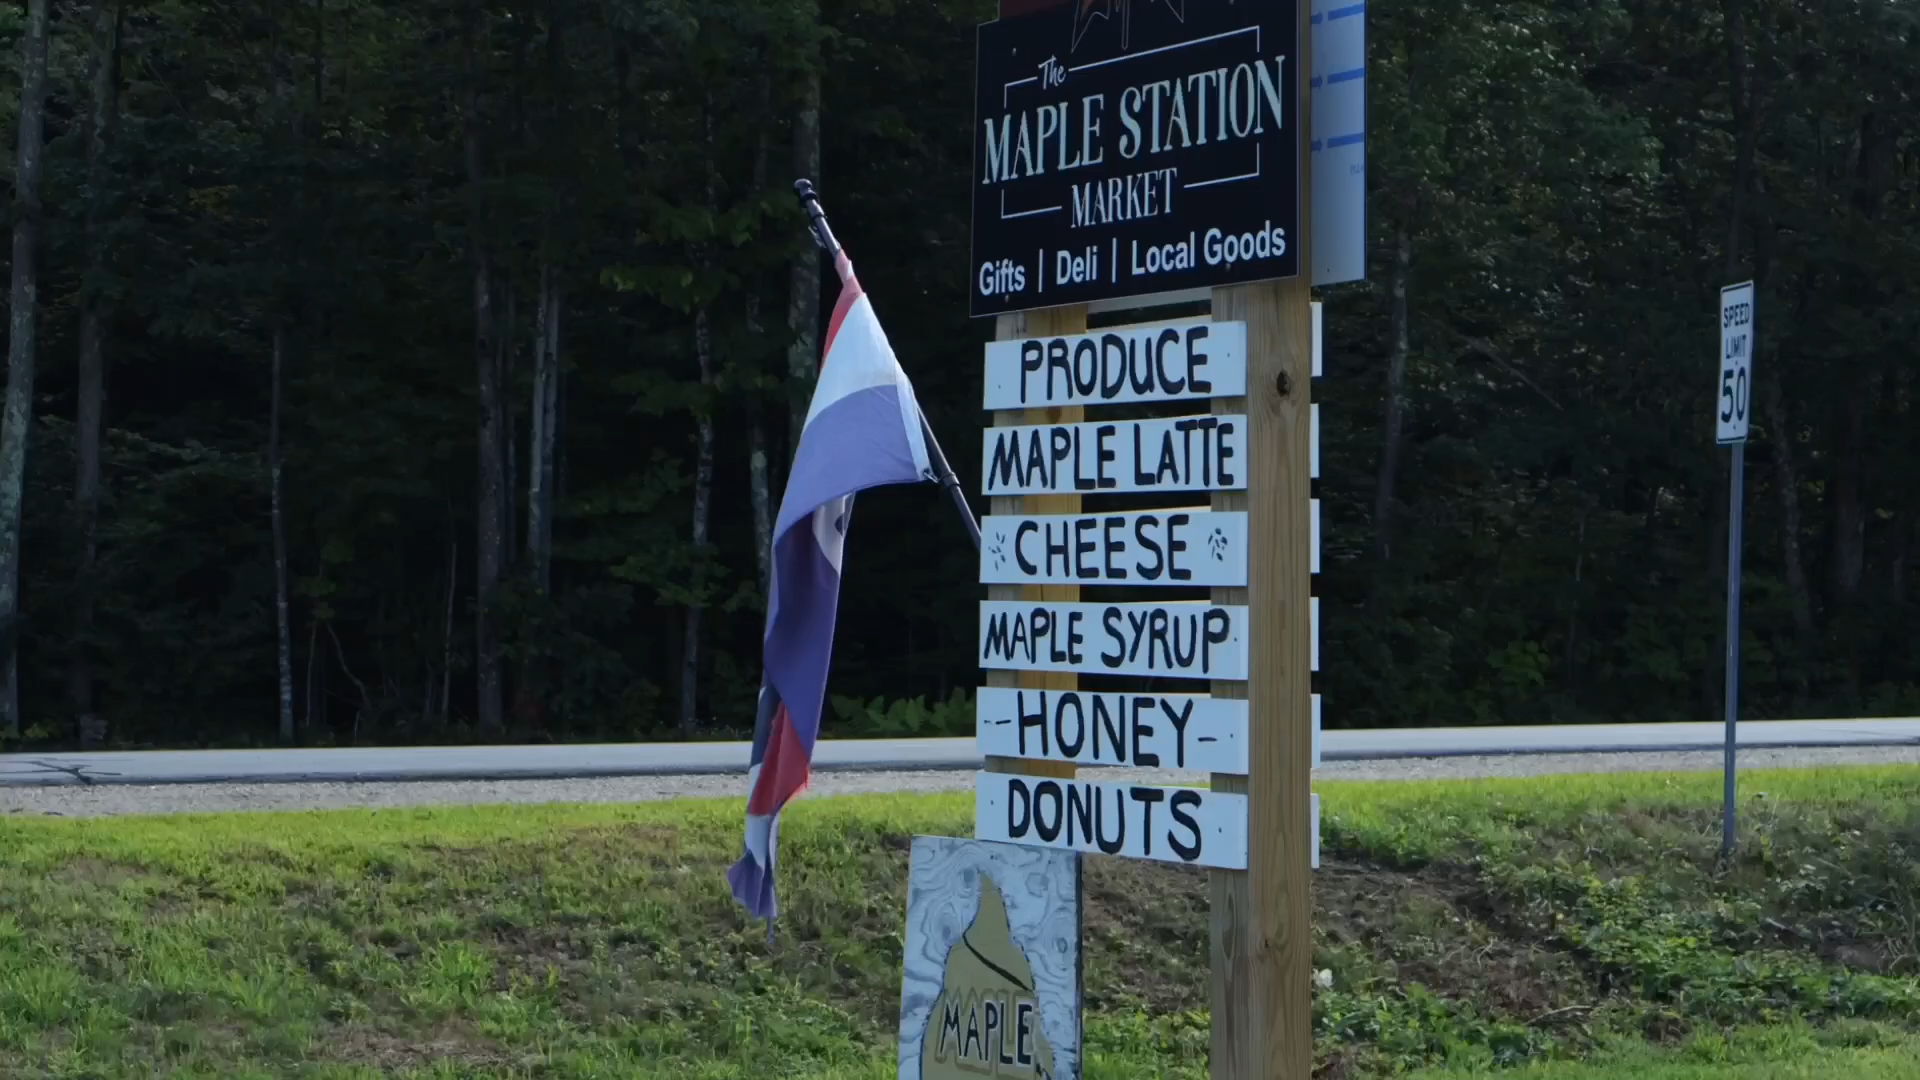 The
MAPLE STATION
MARKET
Gifts | Deli | Local Goods
PRODUCE
MAPLE LATTE
CHEESE
MAPLE SYRUP
-HONEY-
DONUTS
MAPLE
SPEED
LIMIT
50